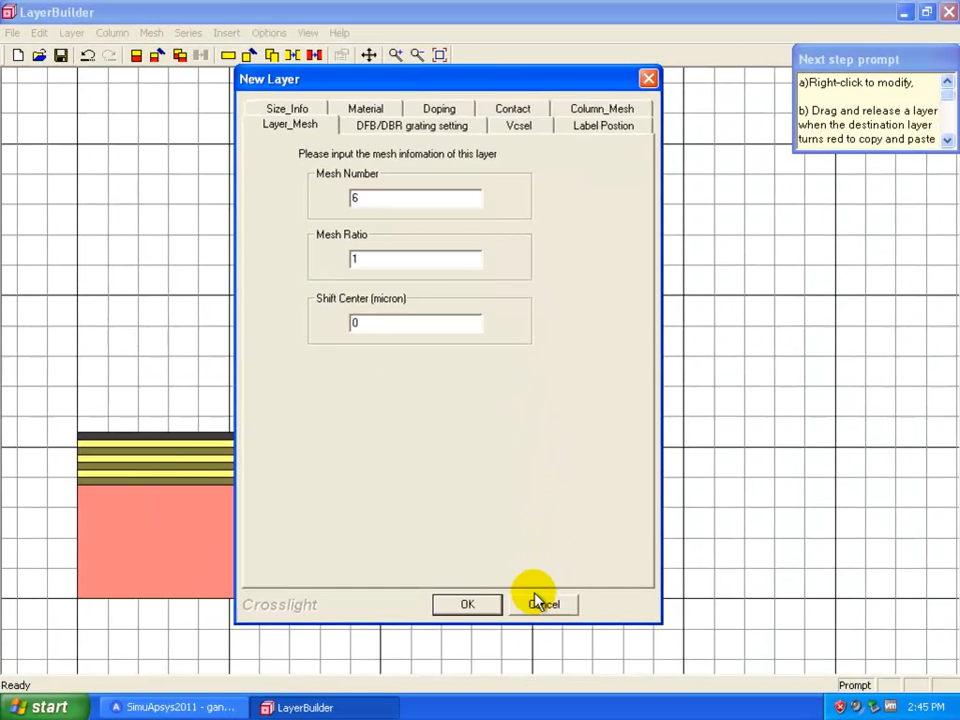 LayerBuilder
File Edit Layer Column Mesh Series Insert Options View Help
Next step prompt
a)Right-click to modify,
b) Drag and release a layer
when the destination layer
turns red to copy and paste
New Layer
Size_Info Material Doping Contact Column_Mesh
Layer_Mesh DFB/DBR grating setting Vcsel Label Postion
Please input the mesh infomation of this layer
Mesh Number
6
Mesh Ratio
1
Shift Center (micron)
0
Crosslight
OK Cancel
Ready
Prompt
start
SimuApsys2011 - gan...
LayerBuilder
2:45 PM